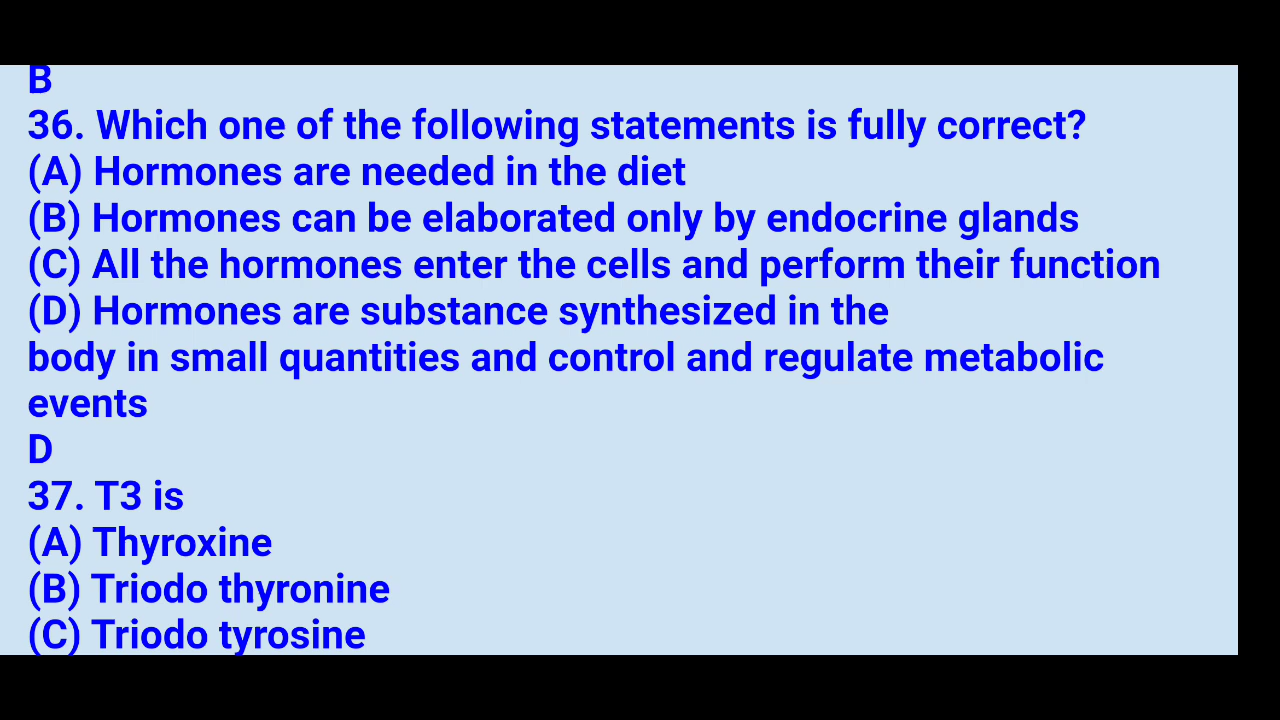 B
36. Which one of the following statements is fully correct?
(A) Hormones are needed in the diet
(B) Hormones can be elaborated only by endocrine glands
(C) All the hormones enter the cells and perform their function
(D) Hormones are substance synthesized in the
body in small quantities and control and regulate metabolic
events
D
37. T3 is
(A) Thyroxine
(B) Triodo thyronine
(C) Triodo tyrosine